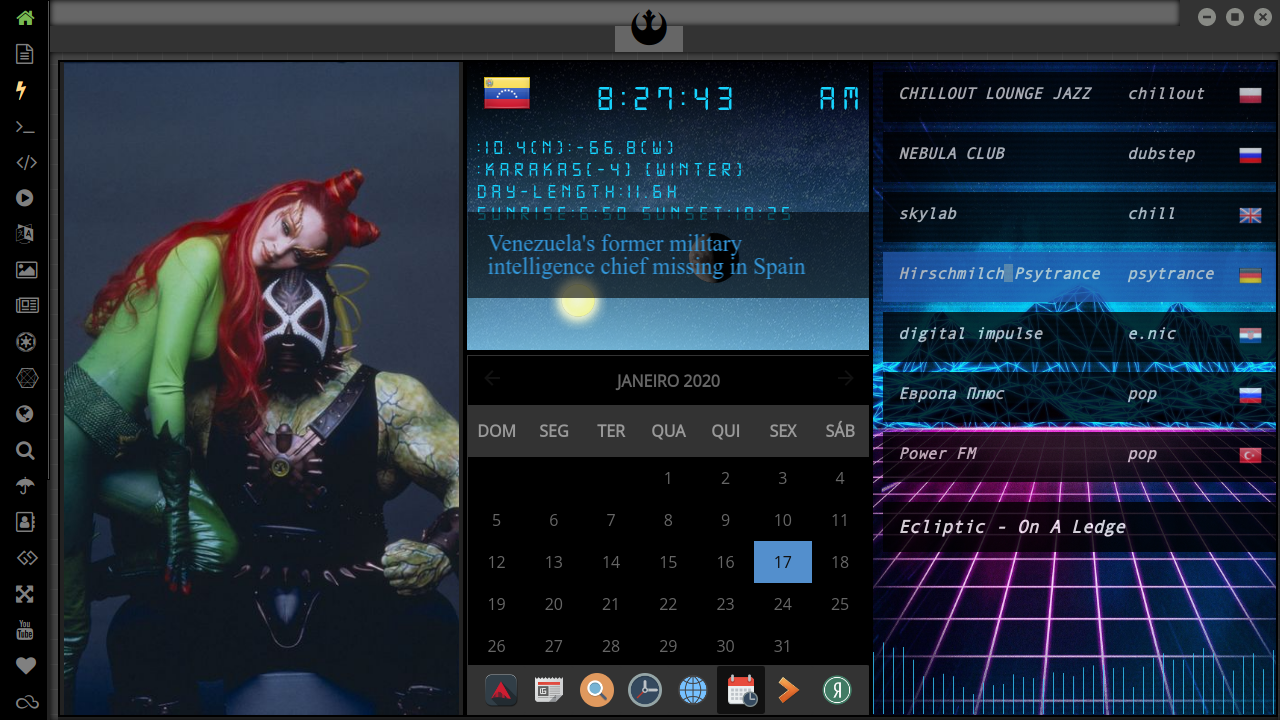 8:27:43 AM
:10.4(N):-66.8(W)
:KARAKAS[-4] [WINTER]
DAY-LENGTH:11.6H
SUNRISE:6:50 SUNSET:18:25
Venezuela's former military
intelligence chief missing in Spain
JANEIRO 2020
DOM SEG TER QUA QUI SEX SÁB
1 2 3 4
5 6 7 8 9 10 11
12 13 14 15 16 17 18
19 20 21 22 23 24 25
26 27 28 29 30 31
CHILLOUT LOUNGE JAZZ chillout
NEBULA CLUB dubstep
skylab chill
Hirschmilch Psytrance psytrance
digital impulse e.nic
Европа Плюс pop
Power FM pop
Ecliptic - On A Ledge
You
Tube
Я